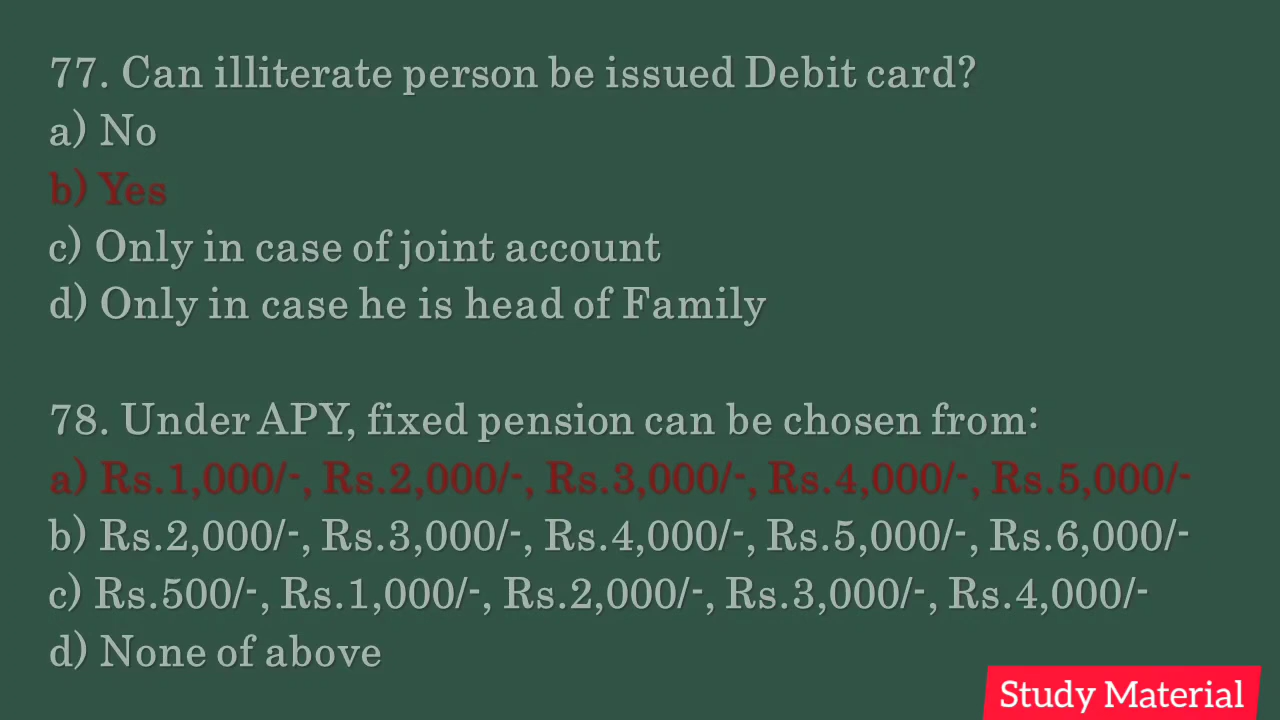 77. Can illiterate person be issued Debit card?
a) No
b) Yes
c) Only in case of joint account
d) Only in case he is head of Family
78. Under APY, fixed pension can be chosen from:
a) Rs.1,000/-, Rs.2,000/-, Rs.3,000/-, Rs.4,000/-, Rs.5,000/-
b) Rs.2,000/-, Rs.3,000/-, Rs.4,000/-, Rs.5,000/-, Rs.6,000/-
c) Rs.500/-, Rs.1,000/-, Rs.2,000/-, Rs.3,000/-, Rs.4,000/-
d) None of above
Study Material